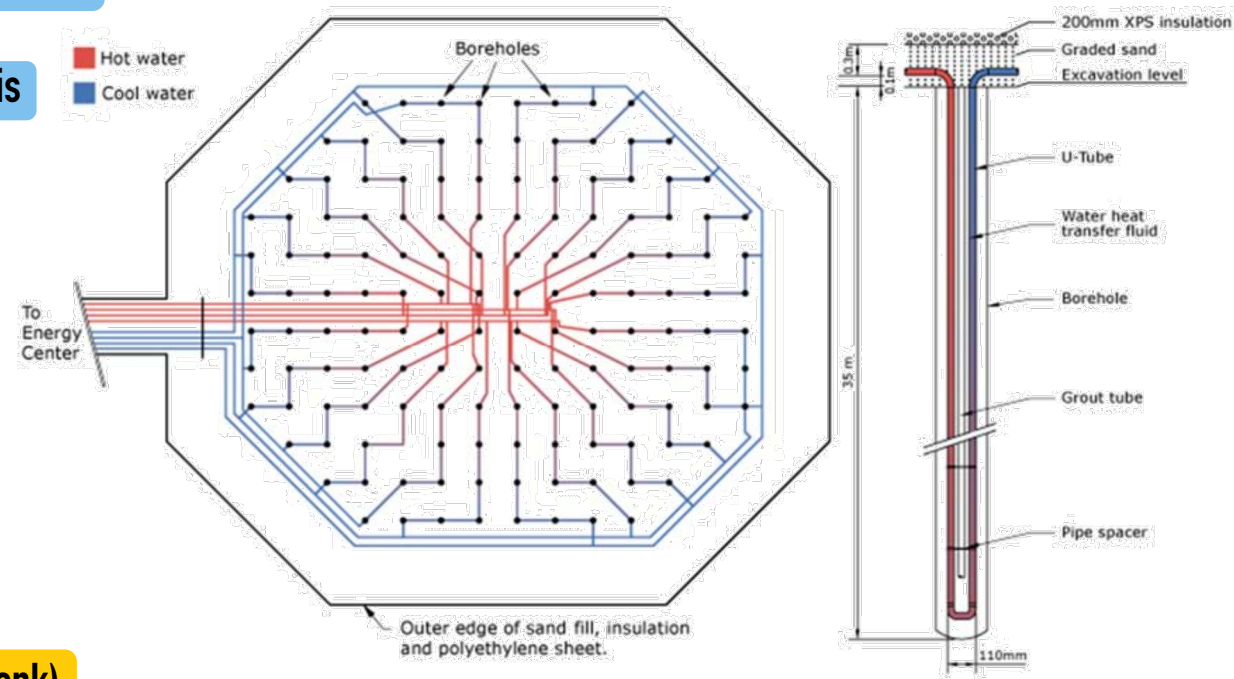 is
Hot water
Cool water
Boreholes
To
Energy
Center
Outer edge of sand fill, insulation
and polyethylene sheet.
200mm XPS insulation
Graded sand
Excavation level
0.3m
0.1m
U-Tube
Water heat
transfer fluid
Borehole
35 m
Grout tube
Pipe spacer
110mm